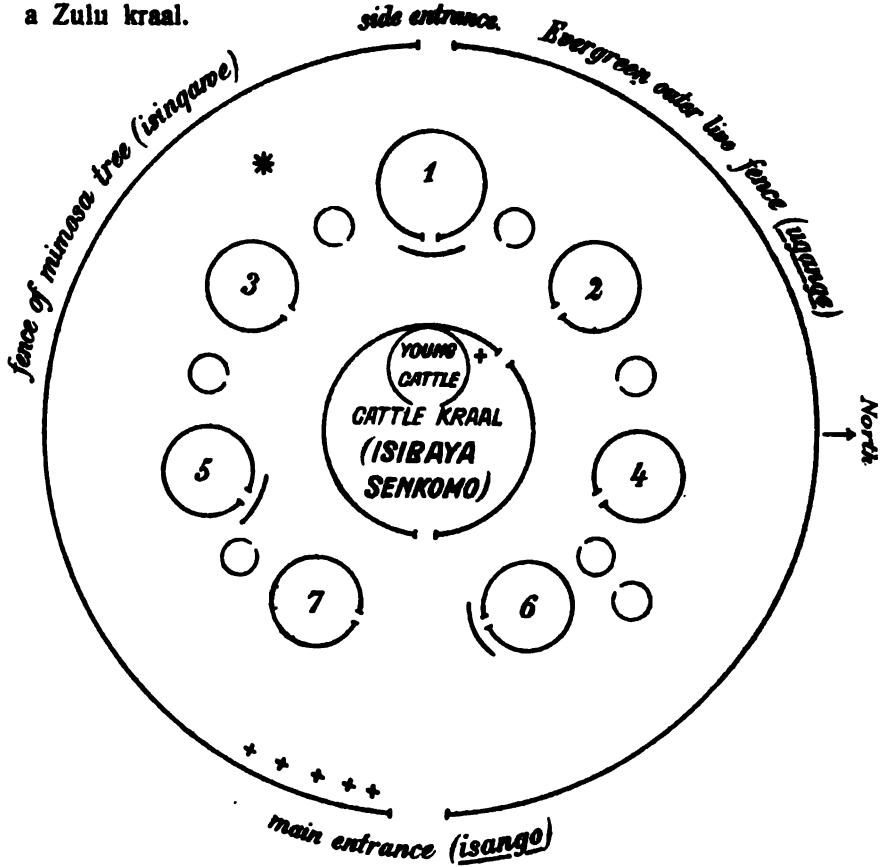 a Zulu kraal.
side entrance.
Evergreen outer live fence (ugange)
fence of mimosa tree (isinqawe)
1
3
2
YOUNG
CATTLE
CATTLE KRAAL
(ISIBAYA
SENKOMO)
North
5
4
7
6
main entrance (isango)